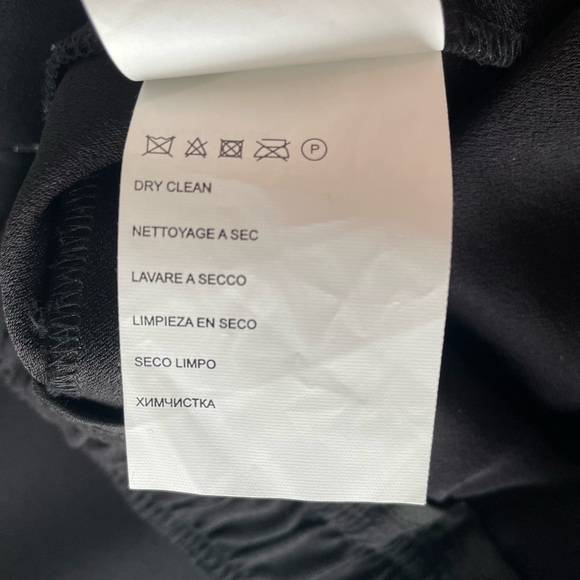 P
DRY CLEAN
NETTOYAGE A SEC
LAVARE A SECCO
LIMPIEZA EN SECO
SECO LIMPO
ХИМЧИСТКА